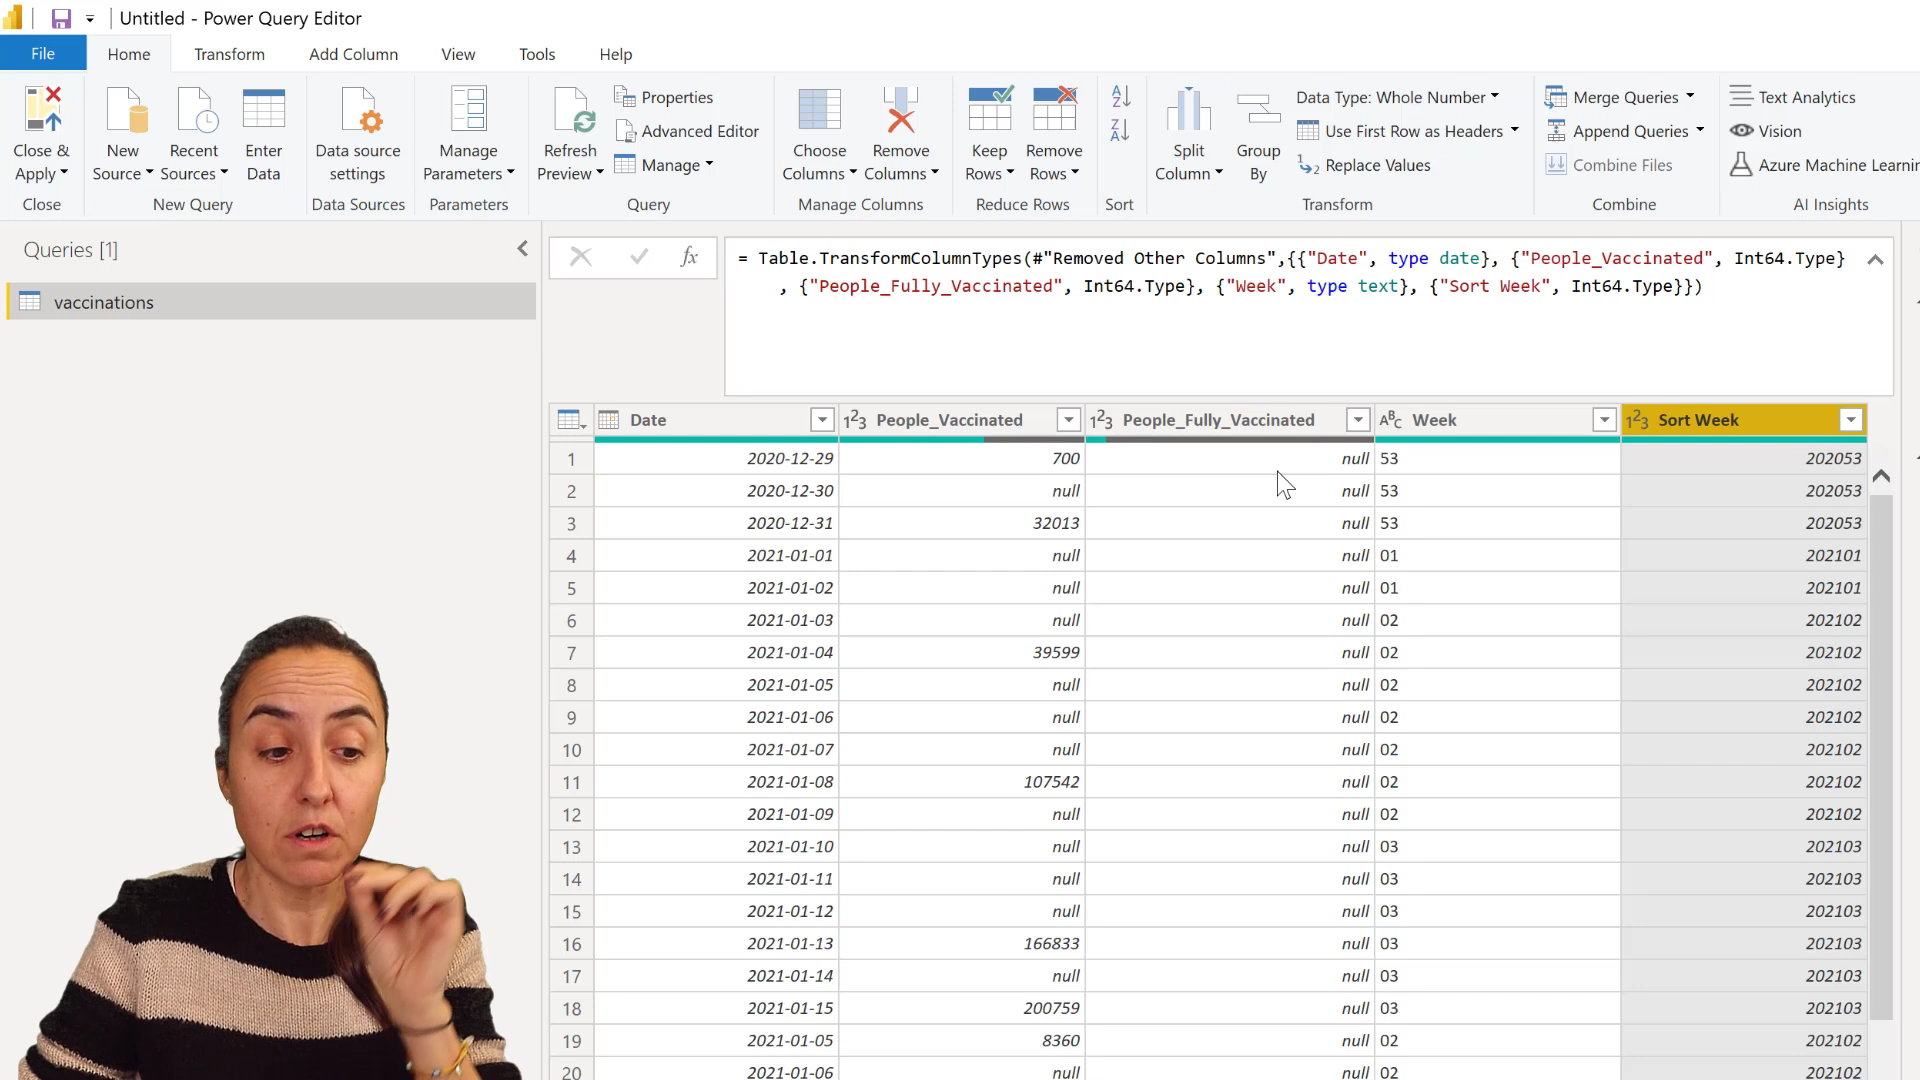 Untitled - Power Query Editor
File Home Transform Add Column View Tools Help
Close & Apply
Close
New Source
Recent Sources
Enter Data
New Query
Data source settings
Data Sources
Manage Parameters
Parameters
Refresh Preview
Properties
Advanced Editor
Manage
Query
Choose Columns
Remove Columns
Manage Columns
Keep Rows
Remove Rows
Reduce Rows
Sort
Split Column
Group By
Data Type: Whole Number
Use First Row as Headers
Replace Values
Transform
Merge Queries
Append Queries
Combine Files
Combine
Text Analytics
Vision
Azure Machine Learnin
AI Insights
Queries [1]
vaccinations
fx
= Table.TransformColumnTypes(#"Removed Other Columns",{{"Date", type date}, {"People_Vaccinated", Int64.Type}
, {"People_Fully_Vaccinated", Int64.Type}, {"Week", type text}, {"Sort Week", Int64.Type}})
Date 123 People_Vaccinated 123 People_Fully_Vaccinated ABC Week 123 Sort Week
1 2020-12-29 700 null 53 202053
2 2020-12-30 null null 53 202053
3 2020-12-31 32013 null 53 202053
4 2021-01-01 null null 01 202101
5 2021-01-02 null null 01 202101
6 2021-01-03 null null 02 202102
7 2021-01-04 39599 null 02 202102
8 2021-01-05 null null 02 202102
9 2021-01-06 null null 02 202102
10 2021-01-07 null null 02 202102
11 2021-01-08 107542 null 02 202102
12 2021-01-09 null null 02 202102
13 2021-01-10 null null 03 202103
14 2021-01-11 null null 03 202103
15 2021-01-12 null null 03 202103
16 2021-01-13 166833 null 03 202103
17 2021-01-14 null null 03 202103
18 2021-01-15 200759 null 03 202103
19 2021-01-05 8360 null 02 202102
20 2021-01-06 null null 02 202102